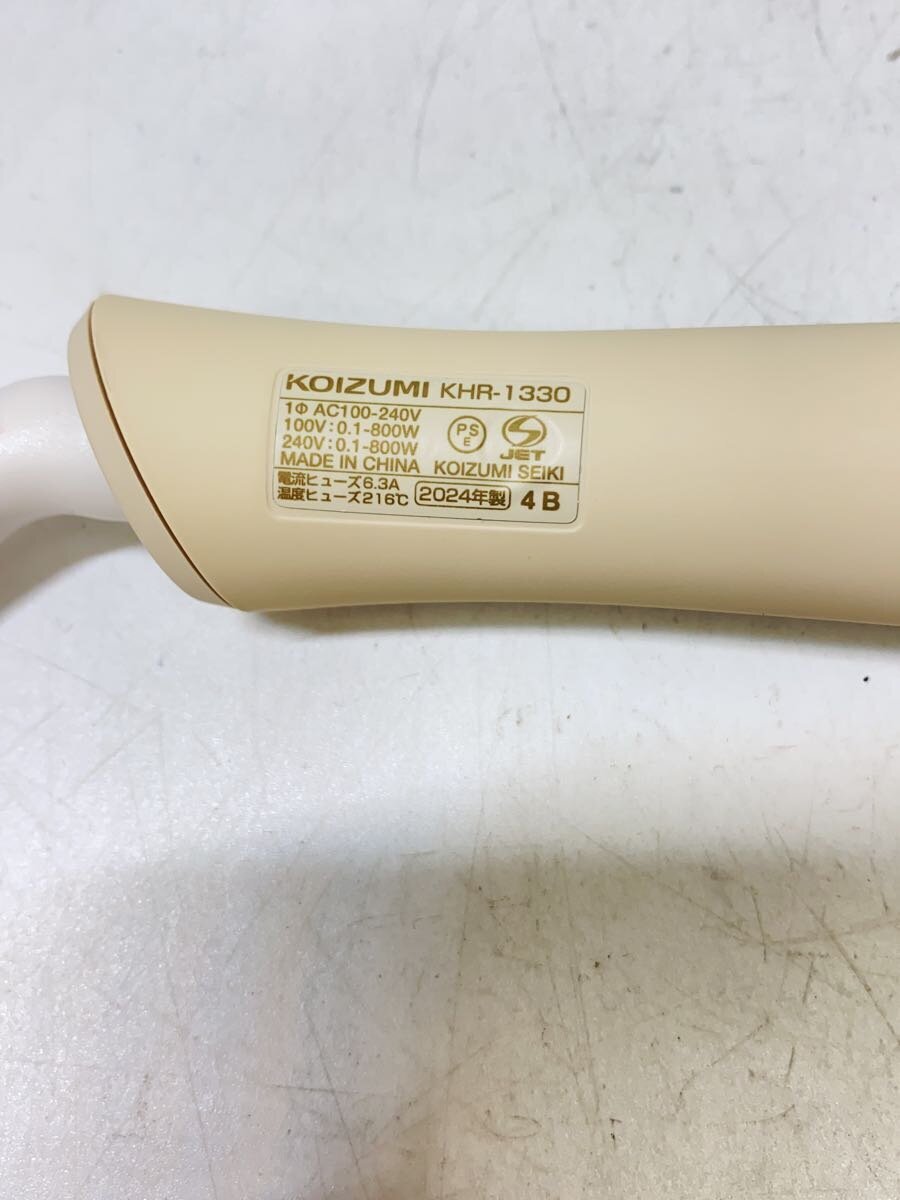 KOIZUMI KHR-1330
1Φ AC100-240V
100V:0.1-800W
240V:0.1-800W
PS
E
JET
MADE IN CHINA KOIZUMI SEIKI
電流ヒューズ6.3A
温度ヒューズ216℃ 2024年製 4B